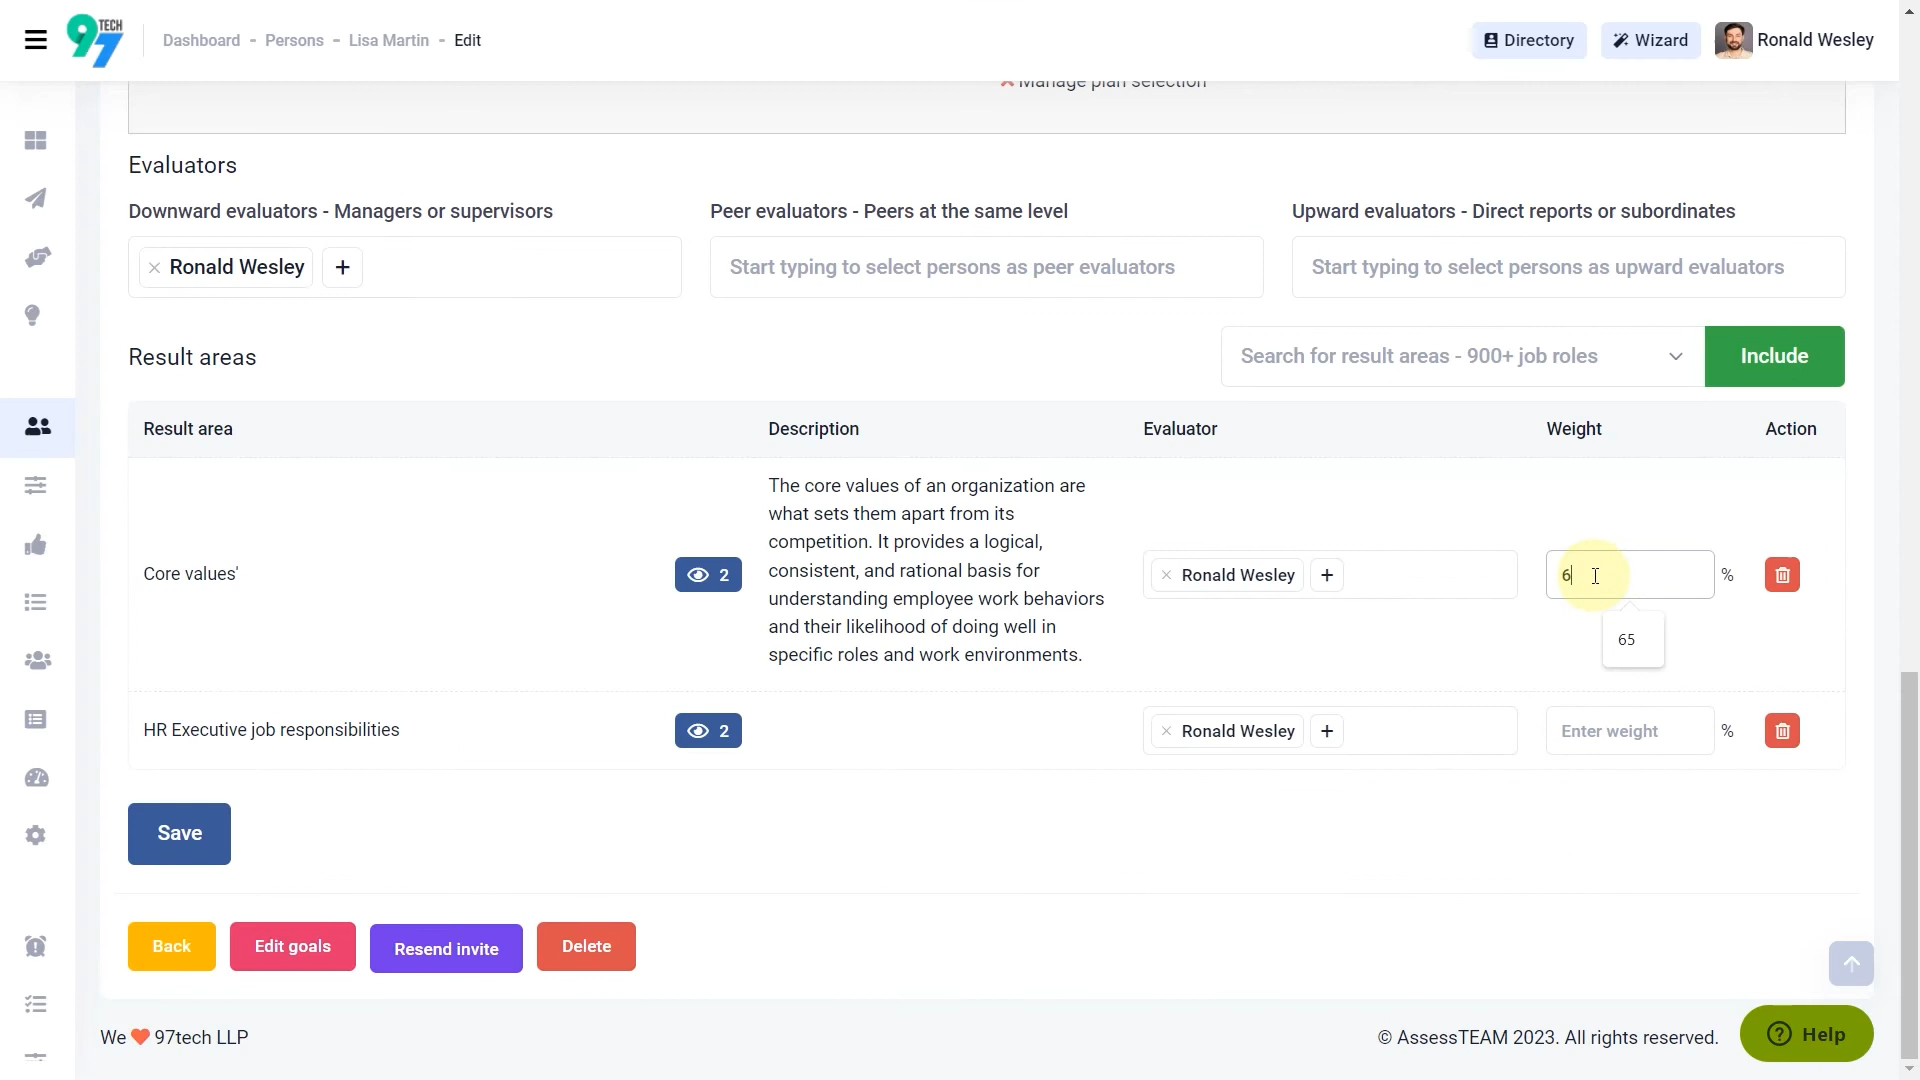 97 TECH
Dashboard - Persons - Lisa Martin - Edit
Directory
Wizard
Ronald Wesley
Manage plan selection
Evaluators
Downward evaluators - Managers or supervisors
Peer evaluators - Peers at the same level
Upward evaluators - Direct reports or subordinates
× Ronald Wesley +
Start typing to select persons as peer evaluators
Start typing to select persons as upward evaluators
Result areas
Search for result areas - 900+ job roles
Include
Result area
Description
Evaluator
Weight
Action
Core values'
2
The core values of an organization are
what sets them apart from its
competition. It provides a logical,
consistent, and rational basis for
understanding employee work behaviors
and their likelihood of doing well in
specific roles and work environments.
× Ronald Wesley +
6
%
65
HR Executive job responsibilities
2
× Ronald Wesley +
Enter weight
%
Save
Back
Edit goals
Resend invite
Delete
We ❤ 97tech LLP
© AssessTEAM 2023. All rights reserved.
Help